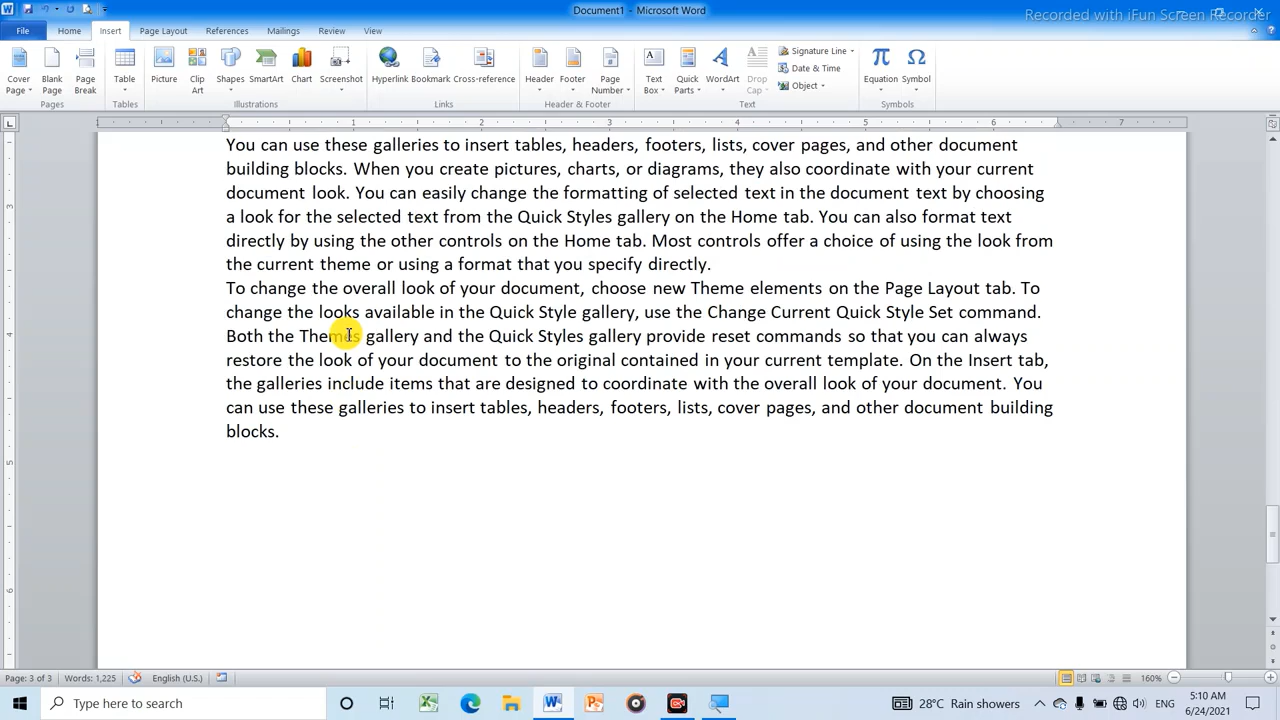 Document1 - Microsoft Word
Recorded with iFun Screen Recorder
File Home Insert Page Layout References Mailings Review View
Cover Page
Blank Page
Page Break
Table
Picture
Clip Art
Shapes
SmartArt
Chart
Screenshot
Hyperlink
Bookmark
Cross-reference
Header
Footer
Page Number
Text Box
Quick Parts
WordArt
Drop Cap
Signature Line
Date & Time
Object
Equation
Symbol
Pages Tables Illustrations Links Header & Footer Text Symbols
1 1 2 3 4 5 6 7
You can use these galleries to insert tables, headers, footers, lists, cover pages, and other document
building blocks. When you create pictures, charts, or diagrams, they also coordinate with your current
document look. You can easily change the formatting of selected text in the document text by choosing
a look for the selected text from the Quick Styles gallery on the Home tab. You can also format text
directly by using the other controls on the Home tab. Most controls offer a choice of using the look from
the current theme or using a format that you specify directly.
To change the overall look of your document, choose new Theme elements on the Page Layout tab. To
change the looks available in the Quick Style gallery, use the Change Current Quick Style Set command.
Both the Themes gallery and the Quick Styles gallery provide reset commands so that you can always
restore the look of your document to the original contained in your current template. On the Insert tab,
the galleries include items that are designed to coordinate with the overall look of your document. You
can use these galleries to insert tables, headers, footers, lists, cover pages, and other document building
blocks.
3
4
5
6
Page: 3 of 3 Words: 1,225 English (U.S.) 160%
Type here to search
28°C Rain showers
ENG
5:10 AM
6/24/2021